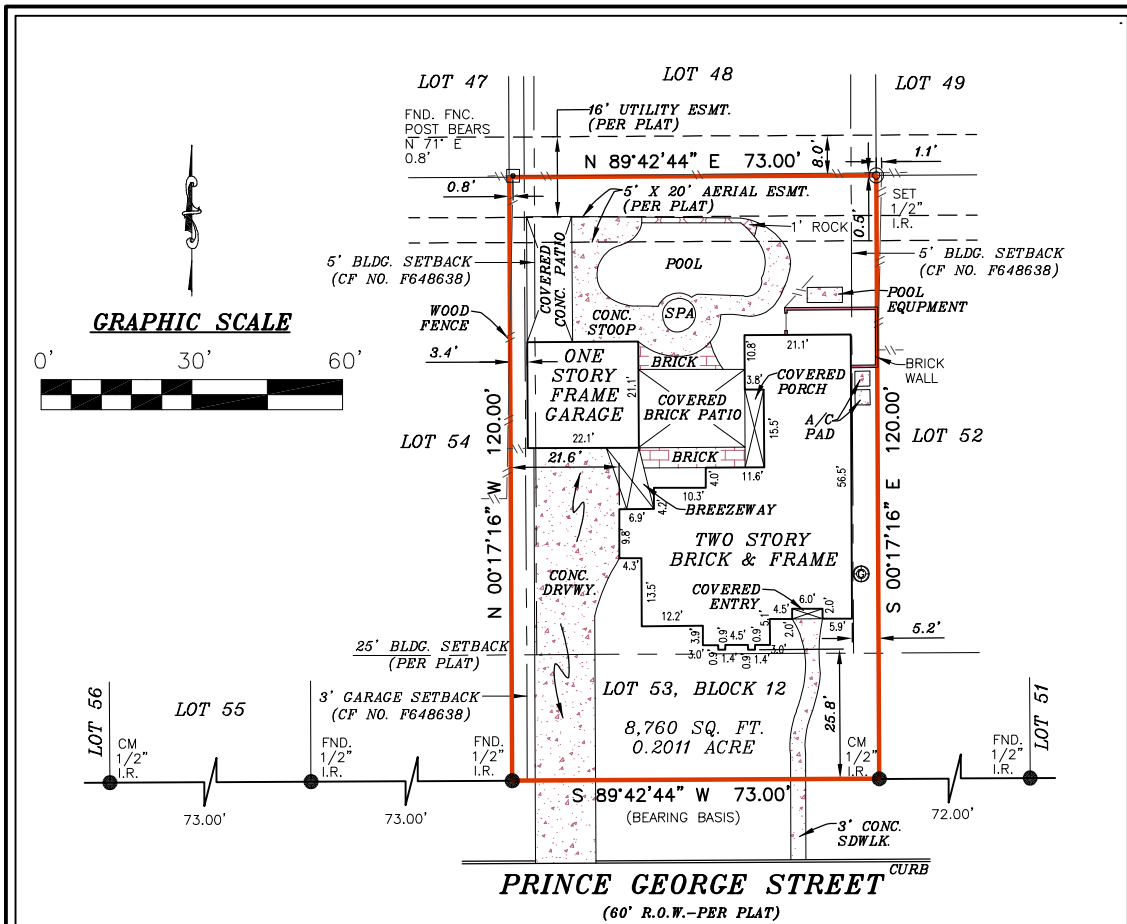 LOT 47
LOT 48
LOT 49
FND. FNC.
POST BEARS
N 71° E
0.8'
16' UTILITY ESMT.
(PER PLAT)
8.0'
1.1'
N 89°42'44" E 73.00'
0.8'
5' X 20' AERIAL ESMT.
(PER PLAT)
SET
1/2"
I.R.
0.5'
1' ROCK
5' BLDG. SETBACK
(CF NO. F648638)
COVERED
CONC. PATIO
POOL
5' BLDG. SETBACK
(CF NO. F648638)
POOL
EQUPMENT
GRAPHIC SCALE
0' 30' 60'
WOOD
FENCE
CONC.
STOOP
SPA
3.4'
ONE
STORY
FRAME
GARAGE
21.1'
22.1'
BRICK
10.8'
21.1'
3.8'
COVERED
PORCH
BRICK
WALL
COVERED
BRICK PATIO
15.5'
A/C
PAD
LOT 54
N 00°17'16" W 120.00'
LOT 52
S 00°17'16" E 120.00'
21.6'
BRICK
11.6'
56.5'
4.0'
10.3'
4.2'
6.9'
BREEZEWAY
9.8'
TWO STORY
BRICK & FRAME
4.3'
CONC.
DRVWY.
13.5'
COVERED
ENTRY
6.0'
4.5'
2.0'
2.0'
5.1'
5.9'
5.2'
12.2'
3.9'
0.9'
4.5'
0.9'
3.0'
3.0'
0.9'
1.4'
0.9'
1.4'
25' BLDG. SETBACK
(PER PLAT)
3' GARAGE SETBACK
(CF NO. F648638)
LOT 53, BLOCK 12
8,760 SQ. FT.
0.2011 ACRE
25.8'
LOT 56
LOT 55
LOT 51
CM
1/2"
I.R.
FND.
1/2"
I.R.
FND.
1/2"
I.R.
CM
1/2"
I.R.
FND.
1/2"
I.R.
S 89°42'44" W 73.00'
(BEARING BASIS)
73.00'
73.00'
72.00'
3' CONC.
SDWLK.
CURB
PRINCE GEORGE STREET
(60' R.O.W.-PER PLAT)